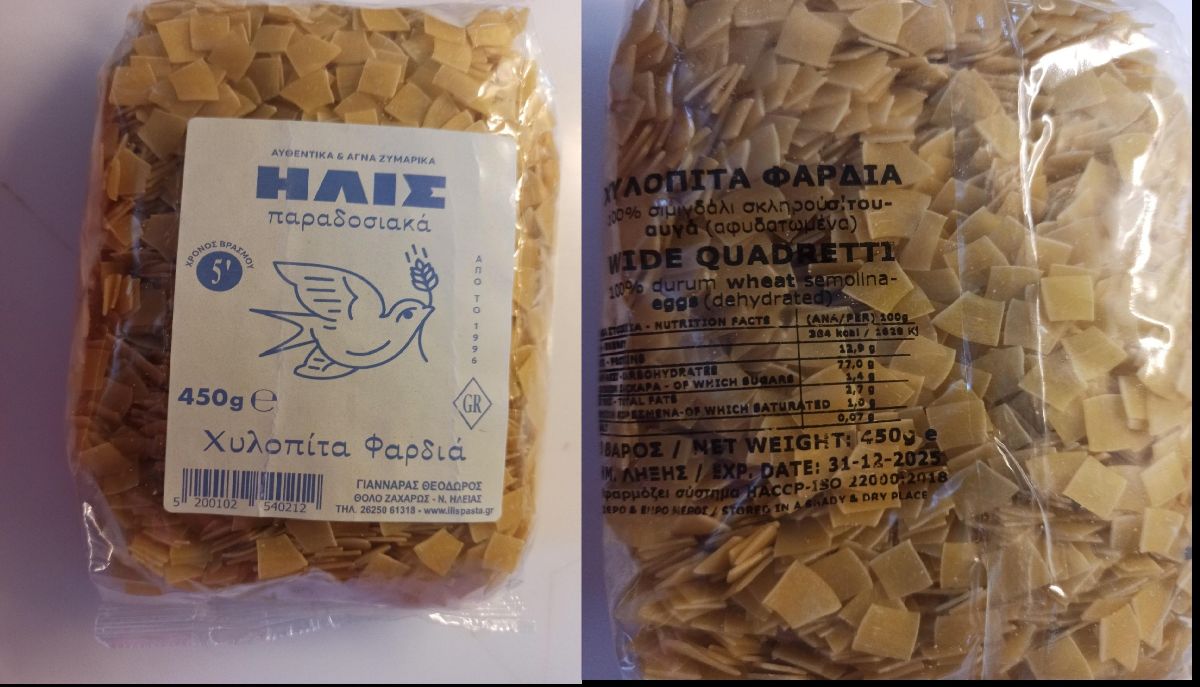 ΑΥΘΕΝΤΙΚΑ & ΑΓΝΑ ΖΥΜΑΡΙΚΑ
ΗΛΙΣ
παραδοσιακά
ΧΡΟΝΟΣ ΒΡΑΣΜΟΥ
5'
ΑΠΟ ΤΟ 1996
450g ℮
GR
Χυλοπίτα Φαρδιά
5 200102 540212
ΓΙΑΝΝΑΡΑΣ ΘΕΟΔΩΡΟΣ
ΘΟΛΟ ΖΑΧΑΡΩΣ - Ν. ΗΛΕΙΑΣ
ΤΗΛ. 26250 61318 - www.ilispasta.gr
ΧΥΛΟΠΙΤΑ ΦΑΡΔΙΑ
100% σιμιγδάλι σκληρού σίτου-
αυγά (αφυδατωμένα)
WIDE QUADRETTI
100% durum wheat semolina-
eggs (dehydrated)
- NUTRITION FACTS (ΑΝΑ/PER) 100g
kcal /
12,9 g
77,0 g
- OF WHICH SUGARS 1,4 g
-TOTAL FATS 2,7 g
-OF WHICH SATURATED 1,0 g
0,07 g
ΒΑΡΟΣ / NET WEIGHT: 450g e
ΗΜ. ΛΗΞΗΣ / EXP. DATE: 31-12-2025
σύστημα HACCP-ISO 22000:2018
ΜΕΡΟΣ / STORED IN A SHADY & DRY PLACE